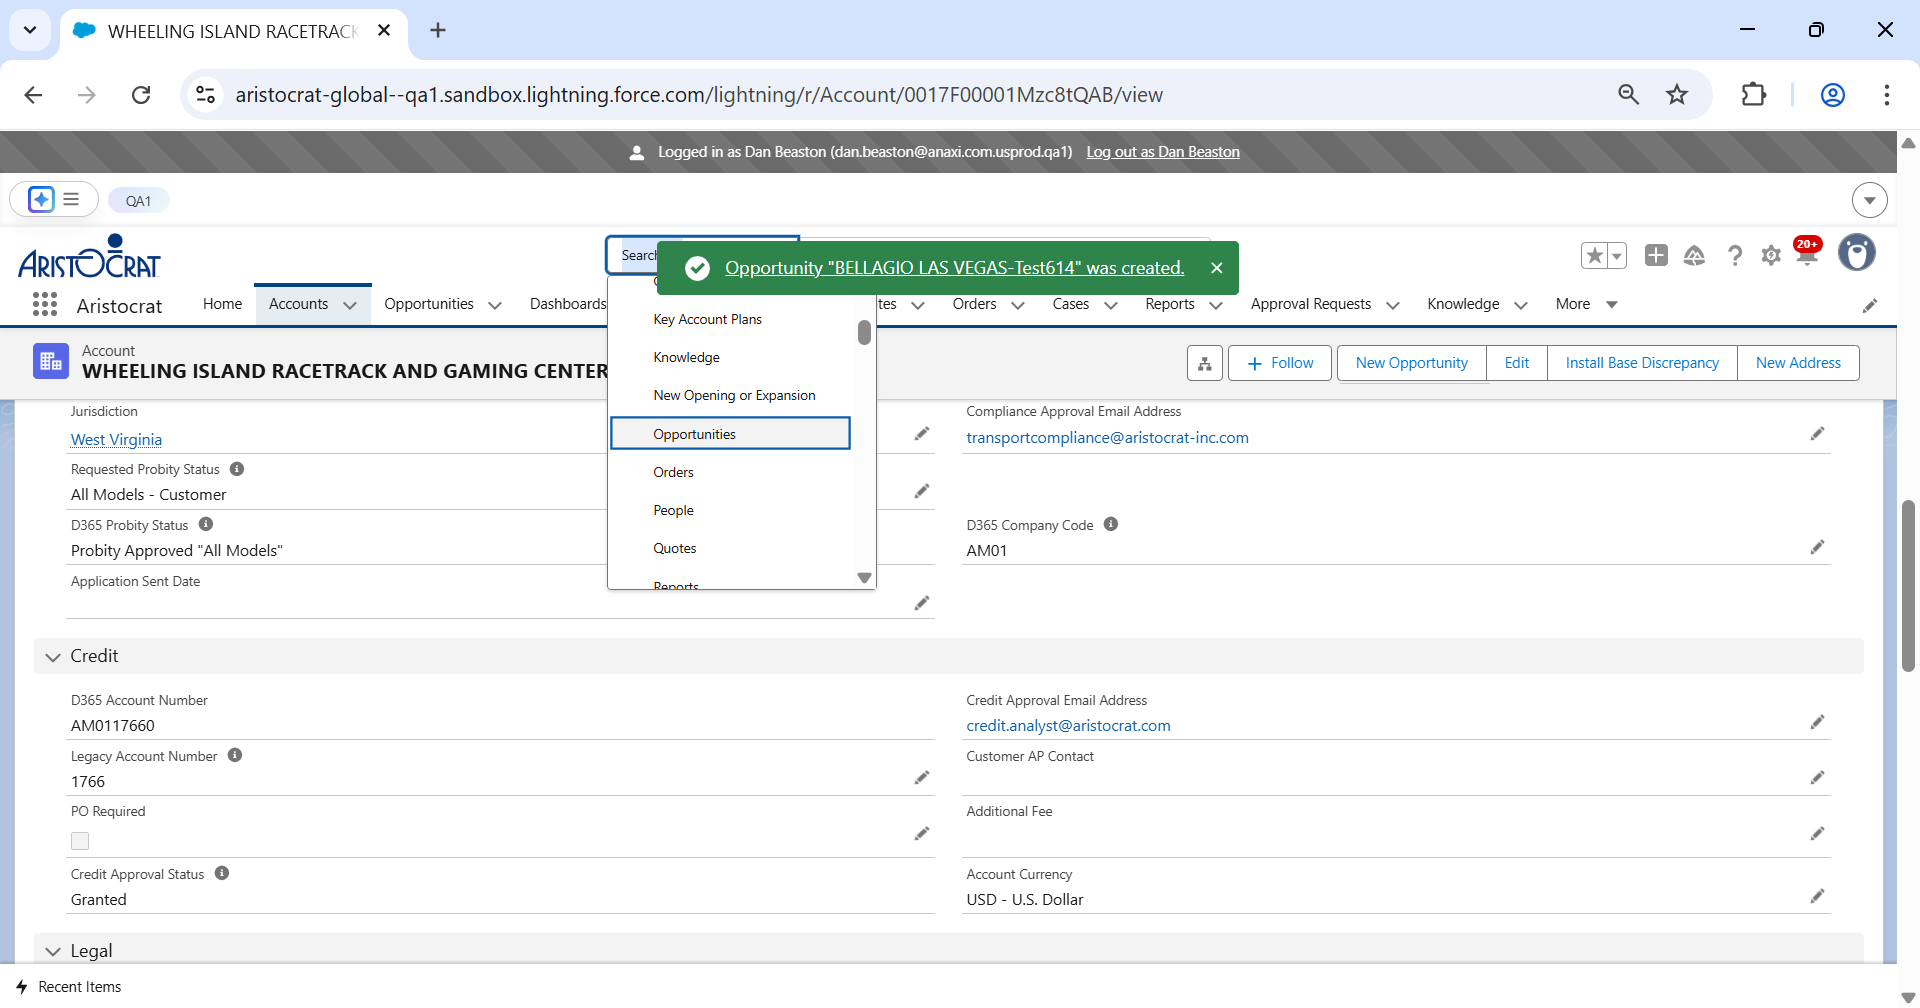 WHEELING ISLAND RACETRACK
aristocrat-global--qa1.sandbox.lightning.force.com/lightning/r/Account/0017F00001Mzc8tQAB/view
Logged in as Dan Beaston (dan.beaston@anaxi.com.usprod.qa1) Log out as Dan Beaston
QA1
ARISTOCRAT
Search
Opportunity "BELLAGIO LAS VEGAS-Test614" was created.
20+
Aristocrat
Home
Accounts
Opportunities
Dashboards
Orders
Cases
Reports
Approval Requests
Knowledge
More
Account
WHEELING ISLAND RACETRACK AND GAMING CENTER
Follow
New Opportunity
Edit
Install Base Discrepancy
New Address
Key Account Plans
Knowledge
New Opening or Expansion
Opportunities
Orders
People
Quotes
Reports
Jurisdiction
West Virginia
Compliance Approval Email Address
transportcompliance@aristocrat-inc.com
Requested Probity Status
All Models - Customer
D365 Probity Status
Probity Approved "All Models"
D365 Company Code
AM01
Application Sent Date
Credit
D365 Account Number
AM0117660
Credit Approval Email Address
credit.analyst@aristocrat.com
Legacy Account Number
1766
Customer AP Contact
PO Required
Additional Fee
Credit Approval Status
Granted
Account Currency
USD - U.S. Dollar
Legal
Recent Items